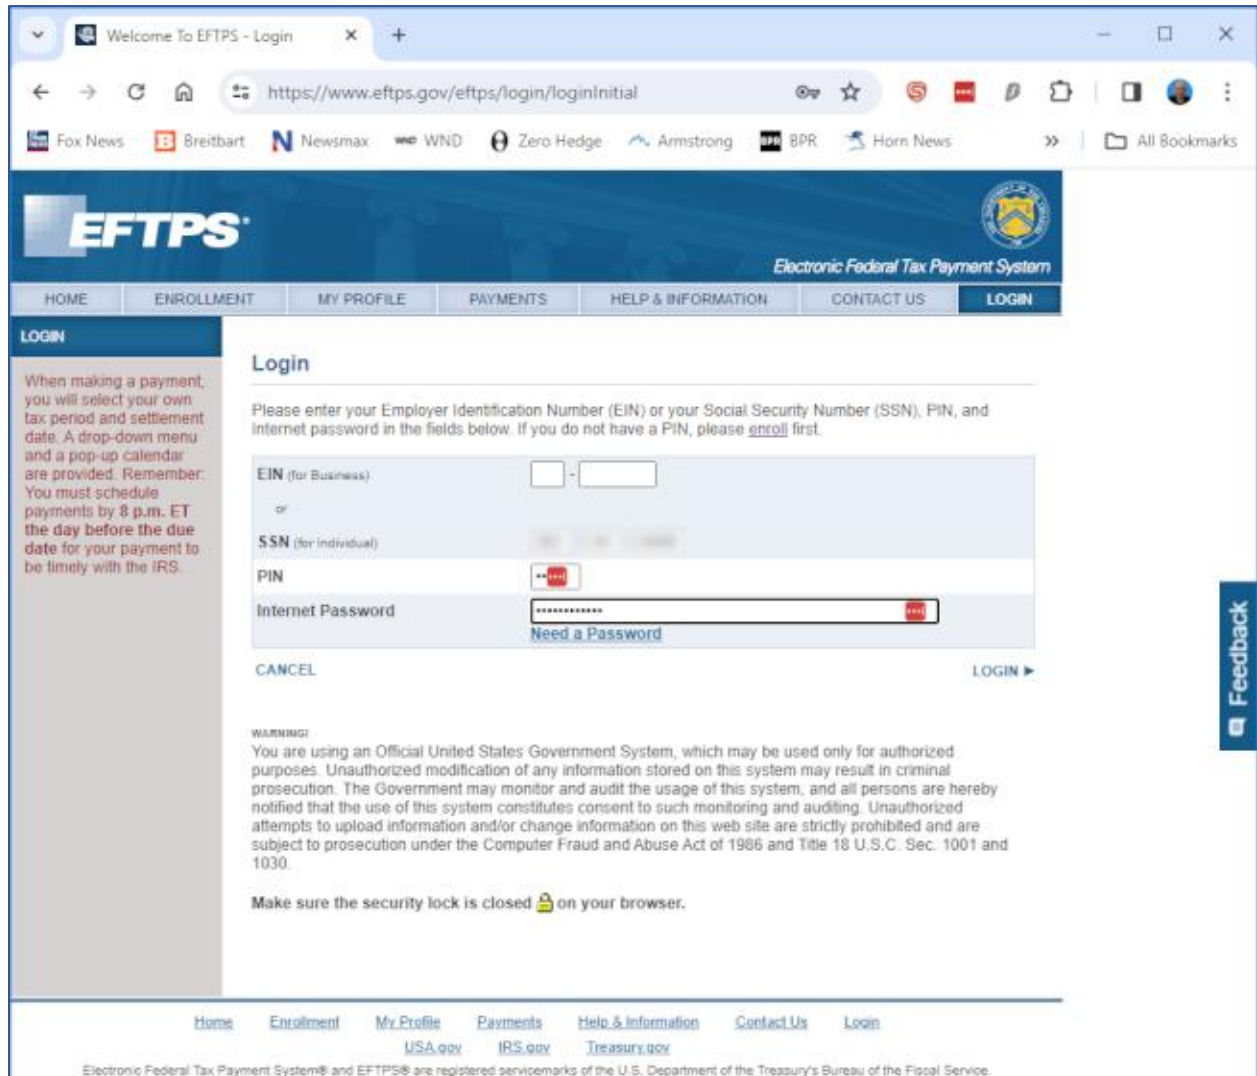 Welcome To EFTPS - Login
https://www.eftps.gov/eftps/login/loginInitial
Fox News Breitbart Newsmax WND Zero Hedge Armstrong BPR Horn News » All Bookmarks
EFTPS
Electronic Federal Tax Payment System
HOME ENROLLMENT MY PROFILE PAYMENTS HELP & INFORMATION CONTACT US LOGIN
LOGIN
When making a payment,
you will select your own
tax period and settlement
date. A drop-down menu
and a pop-up calendar
are provided. Remember:
You must schedule
payments by 8 p.m. ET
the day before the due
date for your payment to
be timely with the IRS.
Login
Please enter your Employer Identification Number (EIN) or your Social Security Number (SSN), PIN, and
Internet password in the fields below. If you do not have a PIN, please enroll first.
EIN (for Business) -
or
SSN (for individual)
PIN
Internet Password
Need a Password
CANCEL LOGIN
WARNING!
You are using an Official United States Government System, which may be used only for authorized
purposes. Unauthorized modification of any information stored on this system may result in criminal
prosecution. The Government may monitor and audit the usage of this system, and all persons are hereby
notified that the use of this system constitutes consent to such monitoring and auditing. Unauthorized
attempts to upload information and/or change information on this web site are strictly prohibited and are
subject to prosecution under the Computer Fraud and Abuse Act of 1986 and Title 18 U.S.C. Sec. 1001 and
1030.
Make sure the security lock is closed on your browser.
Feedback
Home Enrollment My Profile Payments Help & Information Contact Us Login
USA.gov IRS.gov Treasury.gov
Electronic Federal Tax Payment System® and EFTPS® are registered servicemarks of the U.S. Department of the Treasury's Bureau of the Fiscal Service.